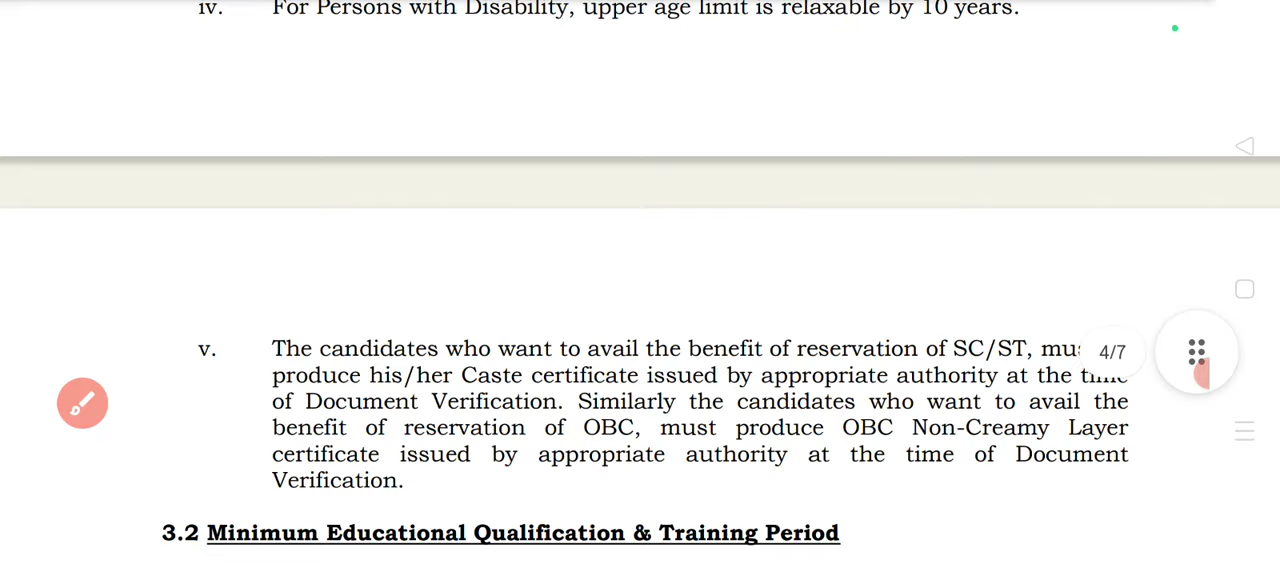 iv. For Persons with Disability, upper age limit is relaxable by 10 years.
v. The candidates who want to avail the benefit of reservation of SC/ST,
4/7
produce his/her Caste certificate issued by appropriate authority at the
of Document Verification. Similarly the candidates who want to avail the
benefit of reservation of OBC, must produce OBC Non-Creamy Layer
certificate issued by appropriate authority at the time of Document
Verification.
3.2 Minimum Educational Qualification & Training Period